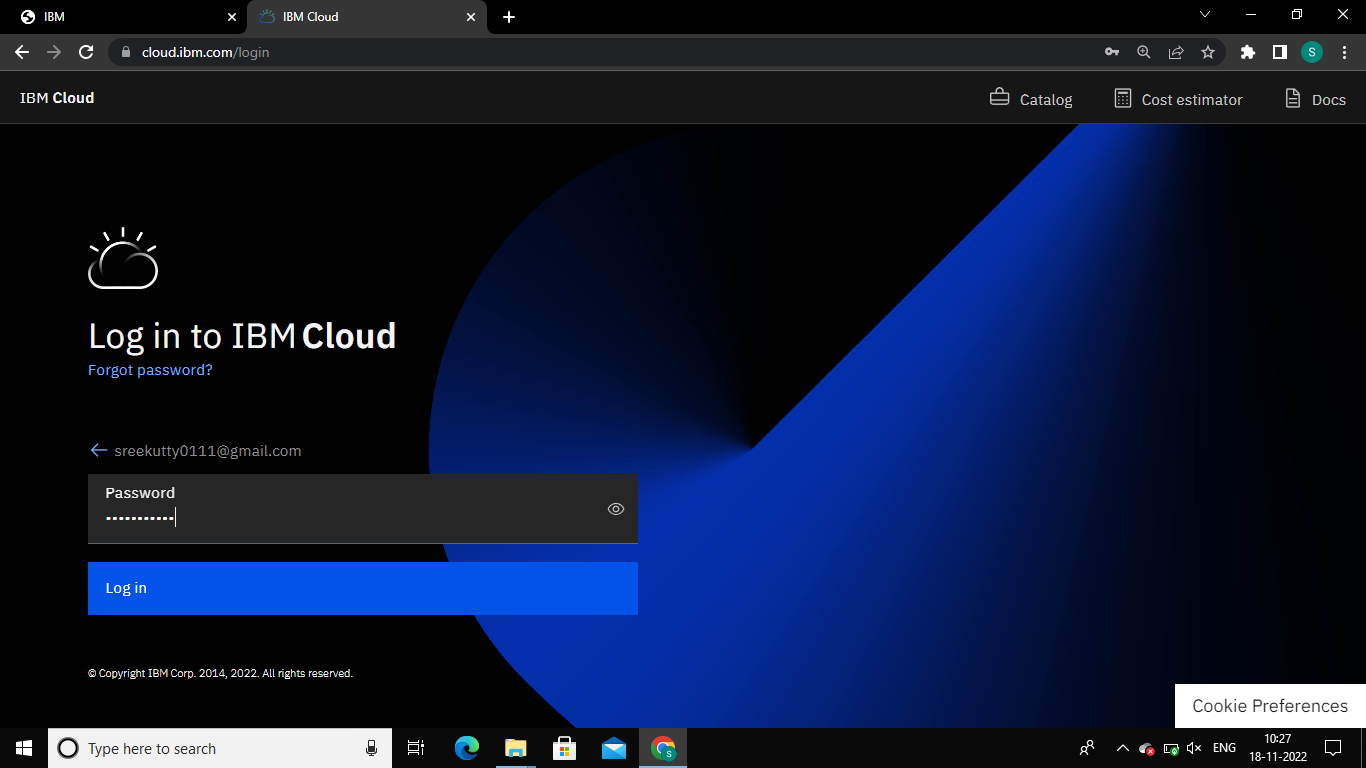 IBM
IBM Cloud
cloud.ibm.com/login
S
IBM Cloud
Catalog
Cost estimator
Docs
Log in to IBM Cloud
Forgot password?
sreekutty0111@gmail.com
Password
•••••••••••
Log in
© Copyright IBM Corp. 2014, 2022. All rights reserved.
Cookie Preferences
Type here to search
S
ENG
10:27
18-11-2022